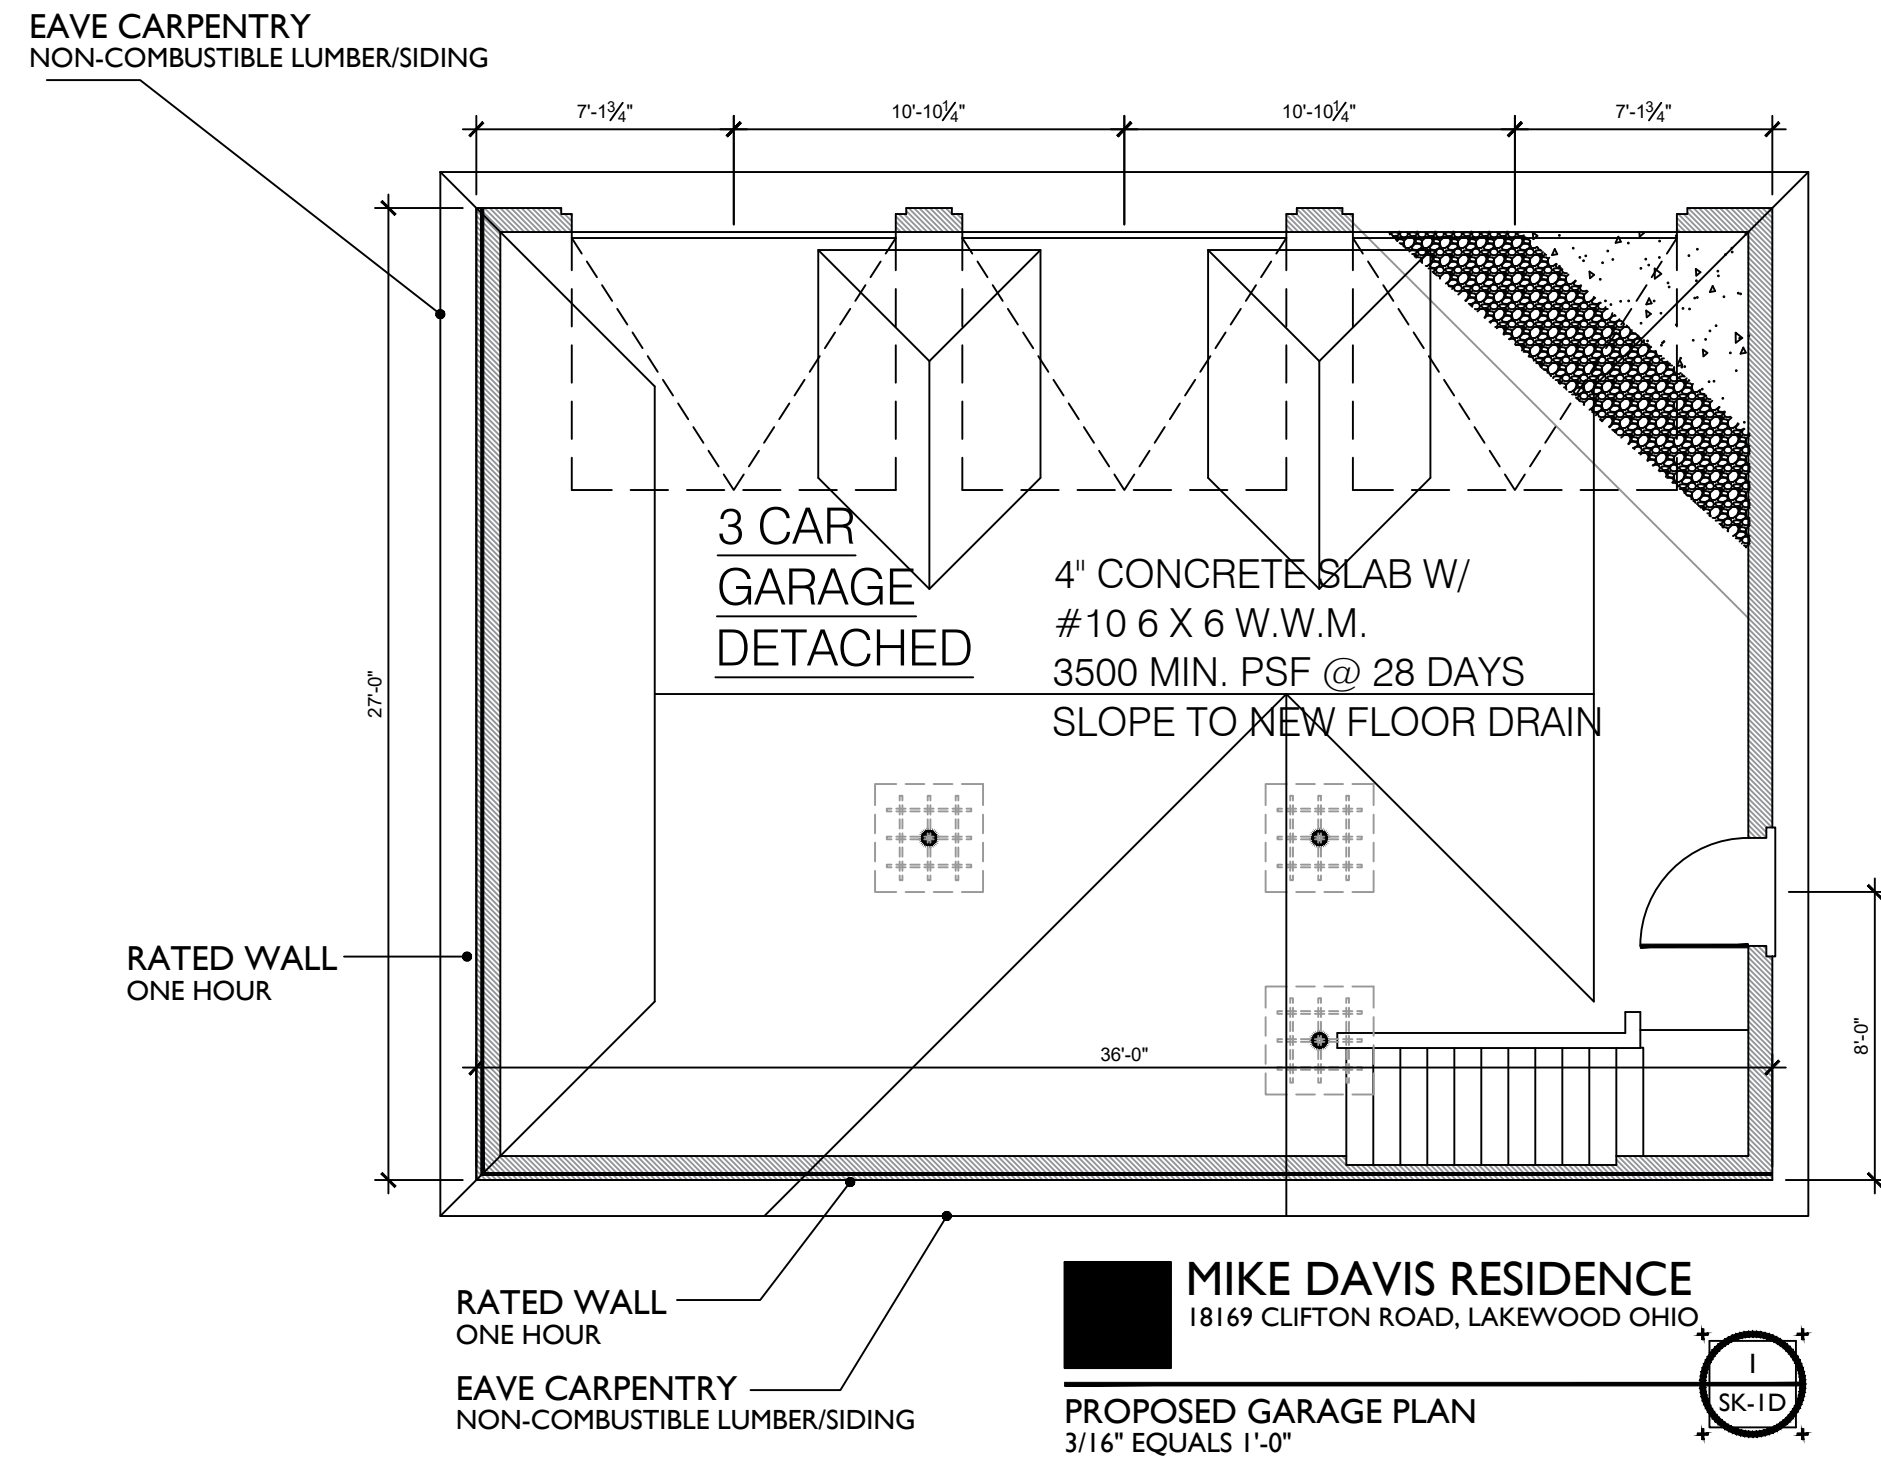 EAVE CARPENTRY
NON-COMBUSTIBLE LUMBER/SIDING
7'-1¾"
10'-10¼"
10'-10¼"
7'-1¾"
27'-0"
3 CAR
GARAGE
DETACHED
4" CONCRETE SLAB W/
#10 6 X 6 W.W.M.
3500 MIN. PSF @ 28 DAYS
SLOPE TO NEW FLOOR DRAIN
RATED WALL
ONE HOUR
36'-0"
8'-0"
RATED WALL
ONE HOUR
EAVE CARPENTRY
NON-COMBUSTIBLE LUMBER/SIDING
MIKE DAVIS RESIDENCE
18169 CLIFTON ROAD, LAKEWOOD OHIO
1
SK-1D
PROPOSED GARAGE PLAN
3/16" EQUALS 1'-0"